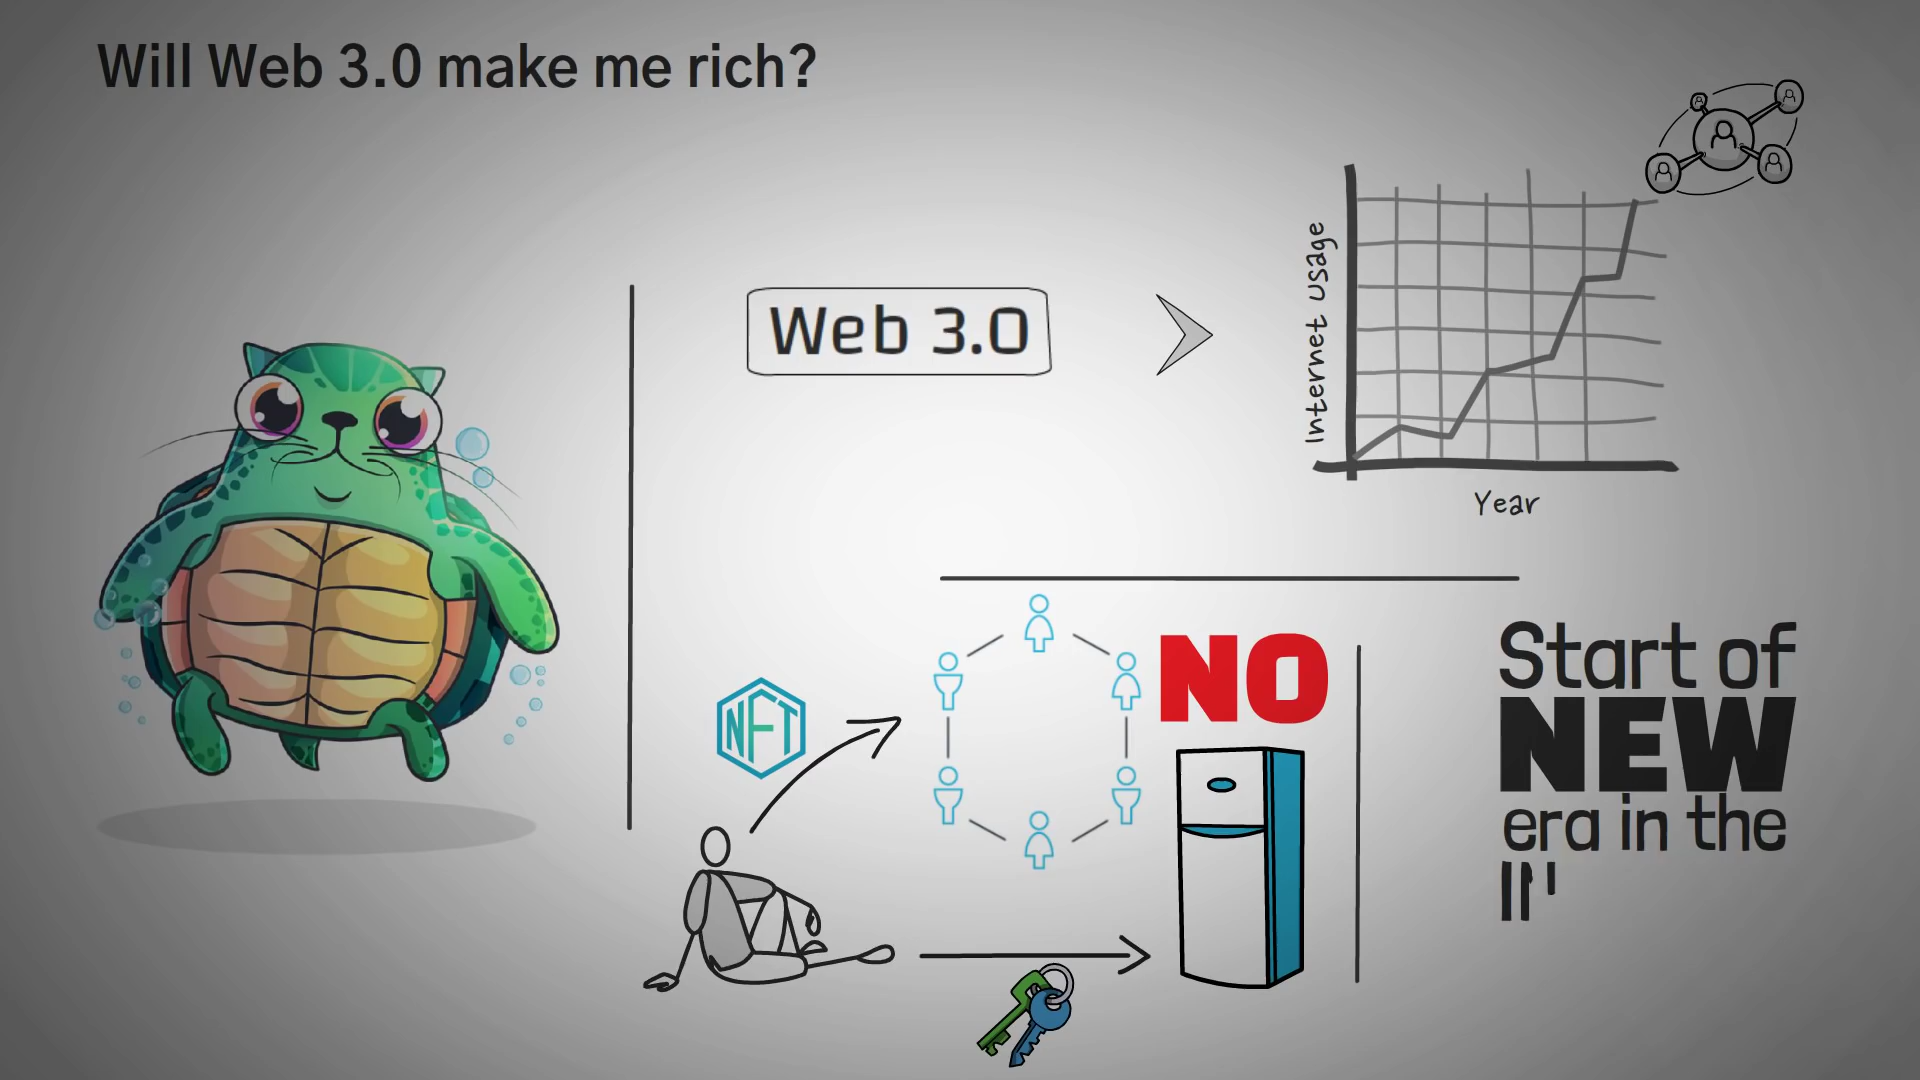 Will Web 3.0 make me rich?
Web 3.0
Internet Usage
Year
NFT
NO
Start of
NEW
era in the